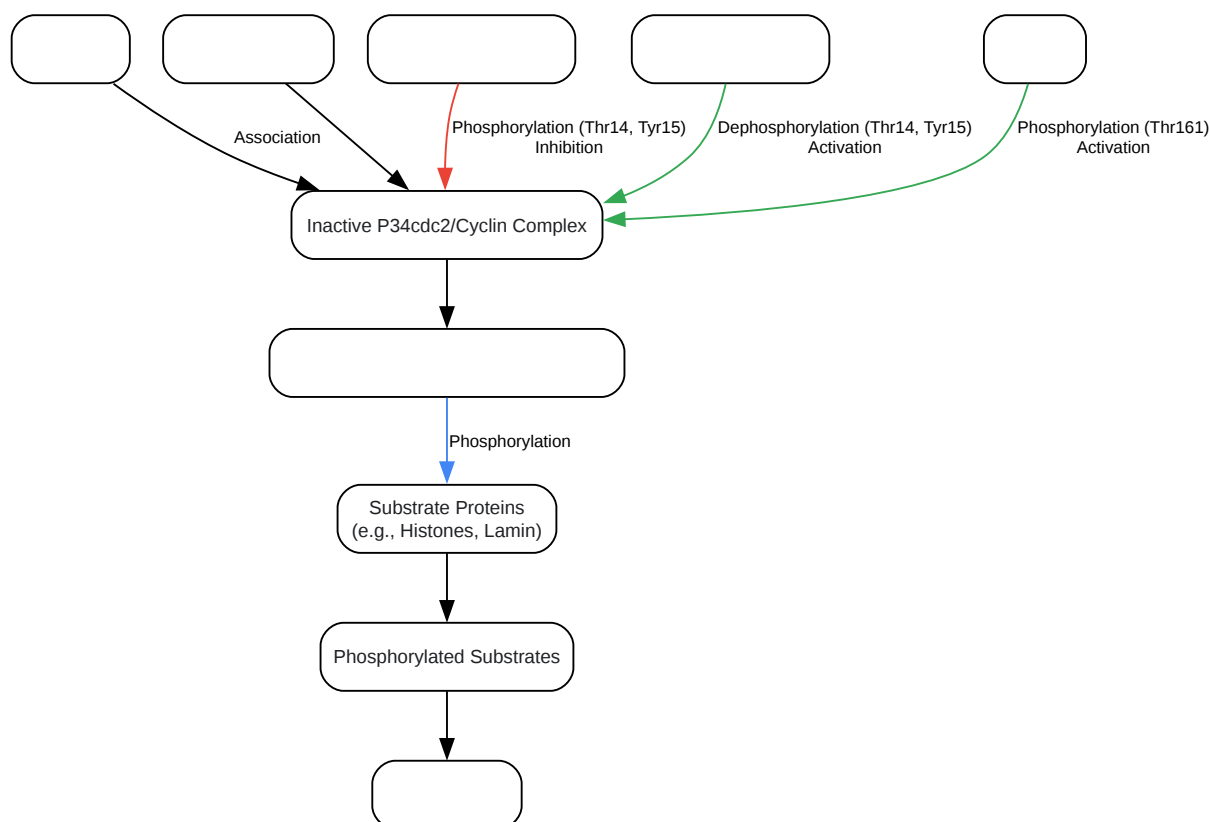 Association
Phosphorylation (Thr14, Tyr15)
Inhibition
Dephosphorylation (Thr14, Tyr15)
Activation
Phosphorylation (Thr161)
Activation
Inactive P34cdc2/Cyclin Complex
Phosphorylation
Substrate Proteins
(e.g., Histones, Lamin)
Phosphorylated Substrates